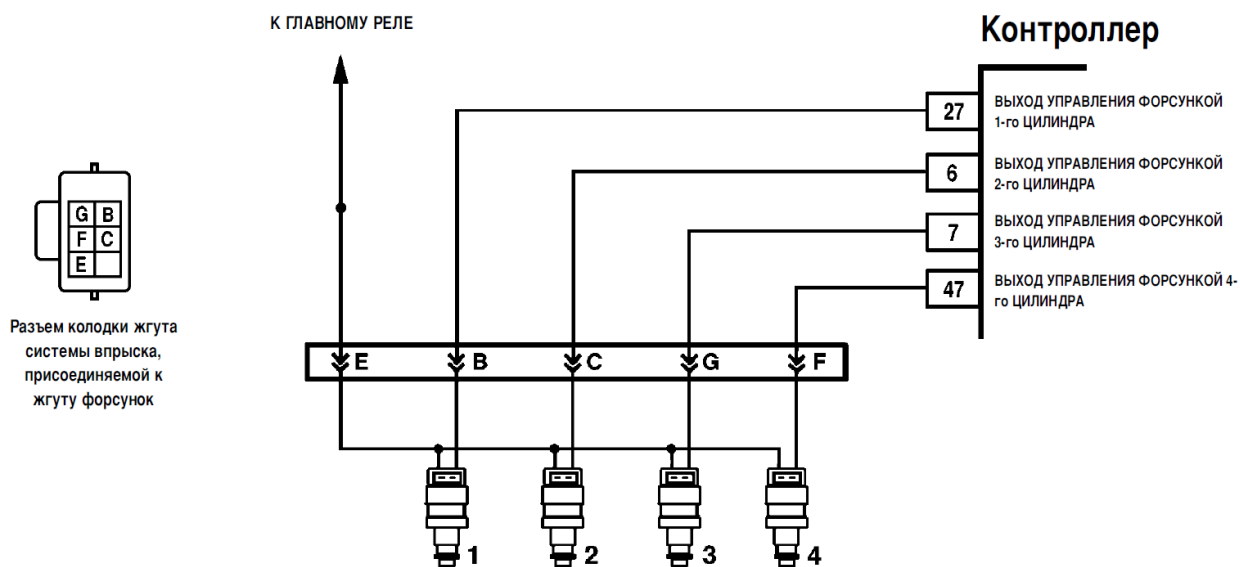 К ГЛАВНОМУ РЕЛЕ
Контроллер
27
ВЫХОД УПРАВЛЕНИЯ ФОРСУНКОЙ
1-го ЦИЛИНДРА
6
ВЫХОД УПРАВЛЕНИЯ ФОРСУНКОЙ
2-го ЦИЛИНДРА
7
ВЫХОД УПРАВЛЕНИЯ ФОРСУНКОЙ
3-го ЦИЛИНДРА
47
ВЫХОД УПРАВЛЕНИЯ ФОРСУНКОЙ 4-
го ЦИЛИНДРА
G B
F C
E
Разъем колодки жгута
системы впрыска,
присоединяемой к
жгуту форсунок
E B C G F
1 2 3 4